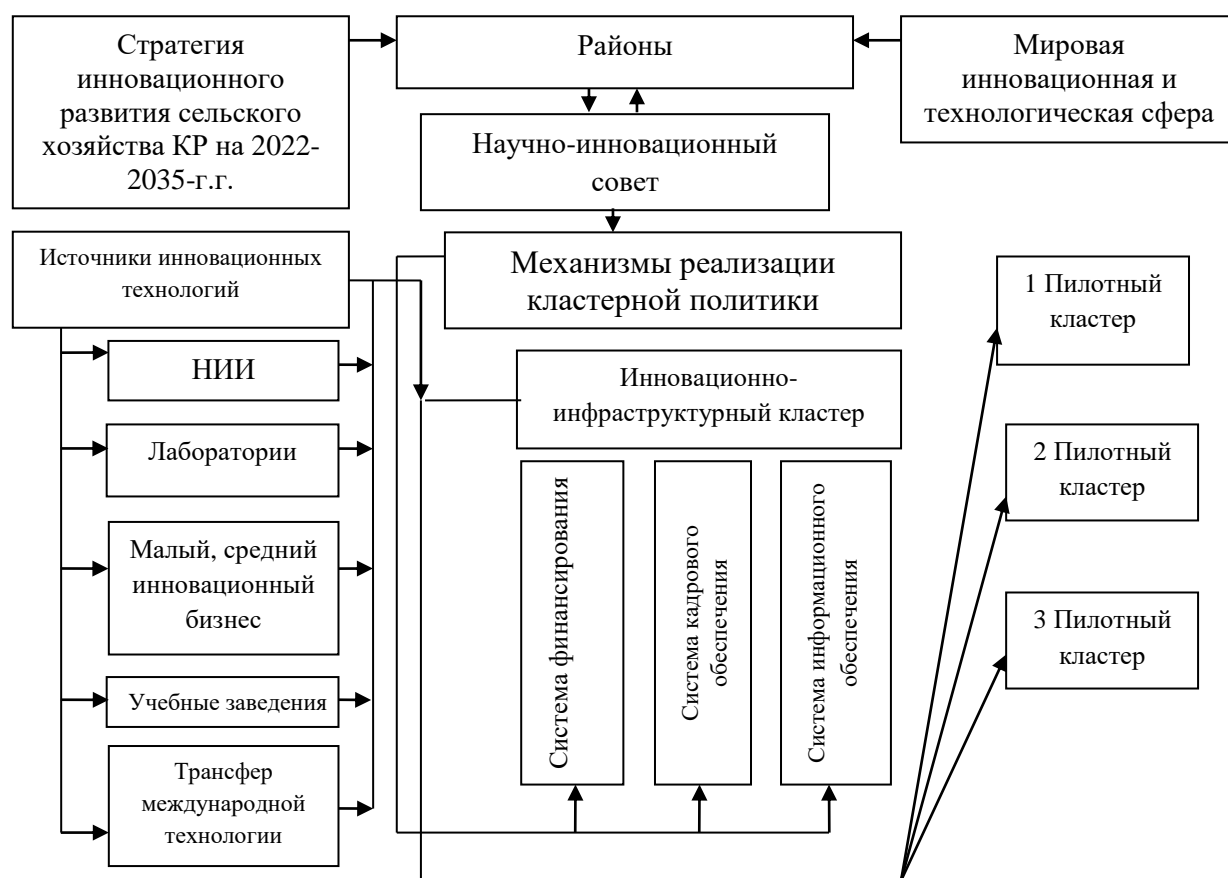 Стратегия
инновационного
развития сельского
хозяйства КР на 2022-
2035-г.г.
Районы
Мировая
инновационная и
технологическая сфера
Научно-инновационный
совет
Источники инновационных
технологий
Механизмы реализации
кластерной политики
1 Пилотный
кластер
НИИ
Инновационно-
инфраструктурный кластер
Лаборатории
2 Пилотный
кластер
Малый, средний
инновационный
бизнес
Система финансирования
Система кадрового
обеспечения
Система информационного
обеспечения
3 Пилотный
кластер
Учебные заведения
Трансфер
международной
технологии